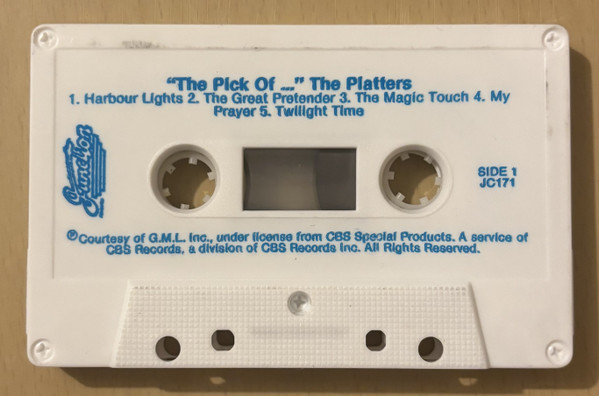 "The Pick Of ..." The Platters
1. Harbour Lights 2. The Great Pretender 3. The Magic Touch 4. My
Prayer 5. Twilight Time
SIDE 1
JC171
℗Courtesy of G.M.L. Inc., under license from CBS Special Products. A service of
CBS Records, a division of CBS Records Inc. All Rights Reserved.